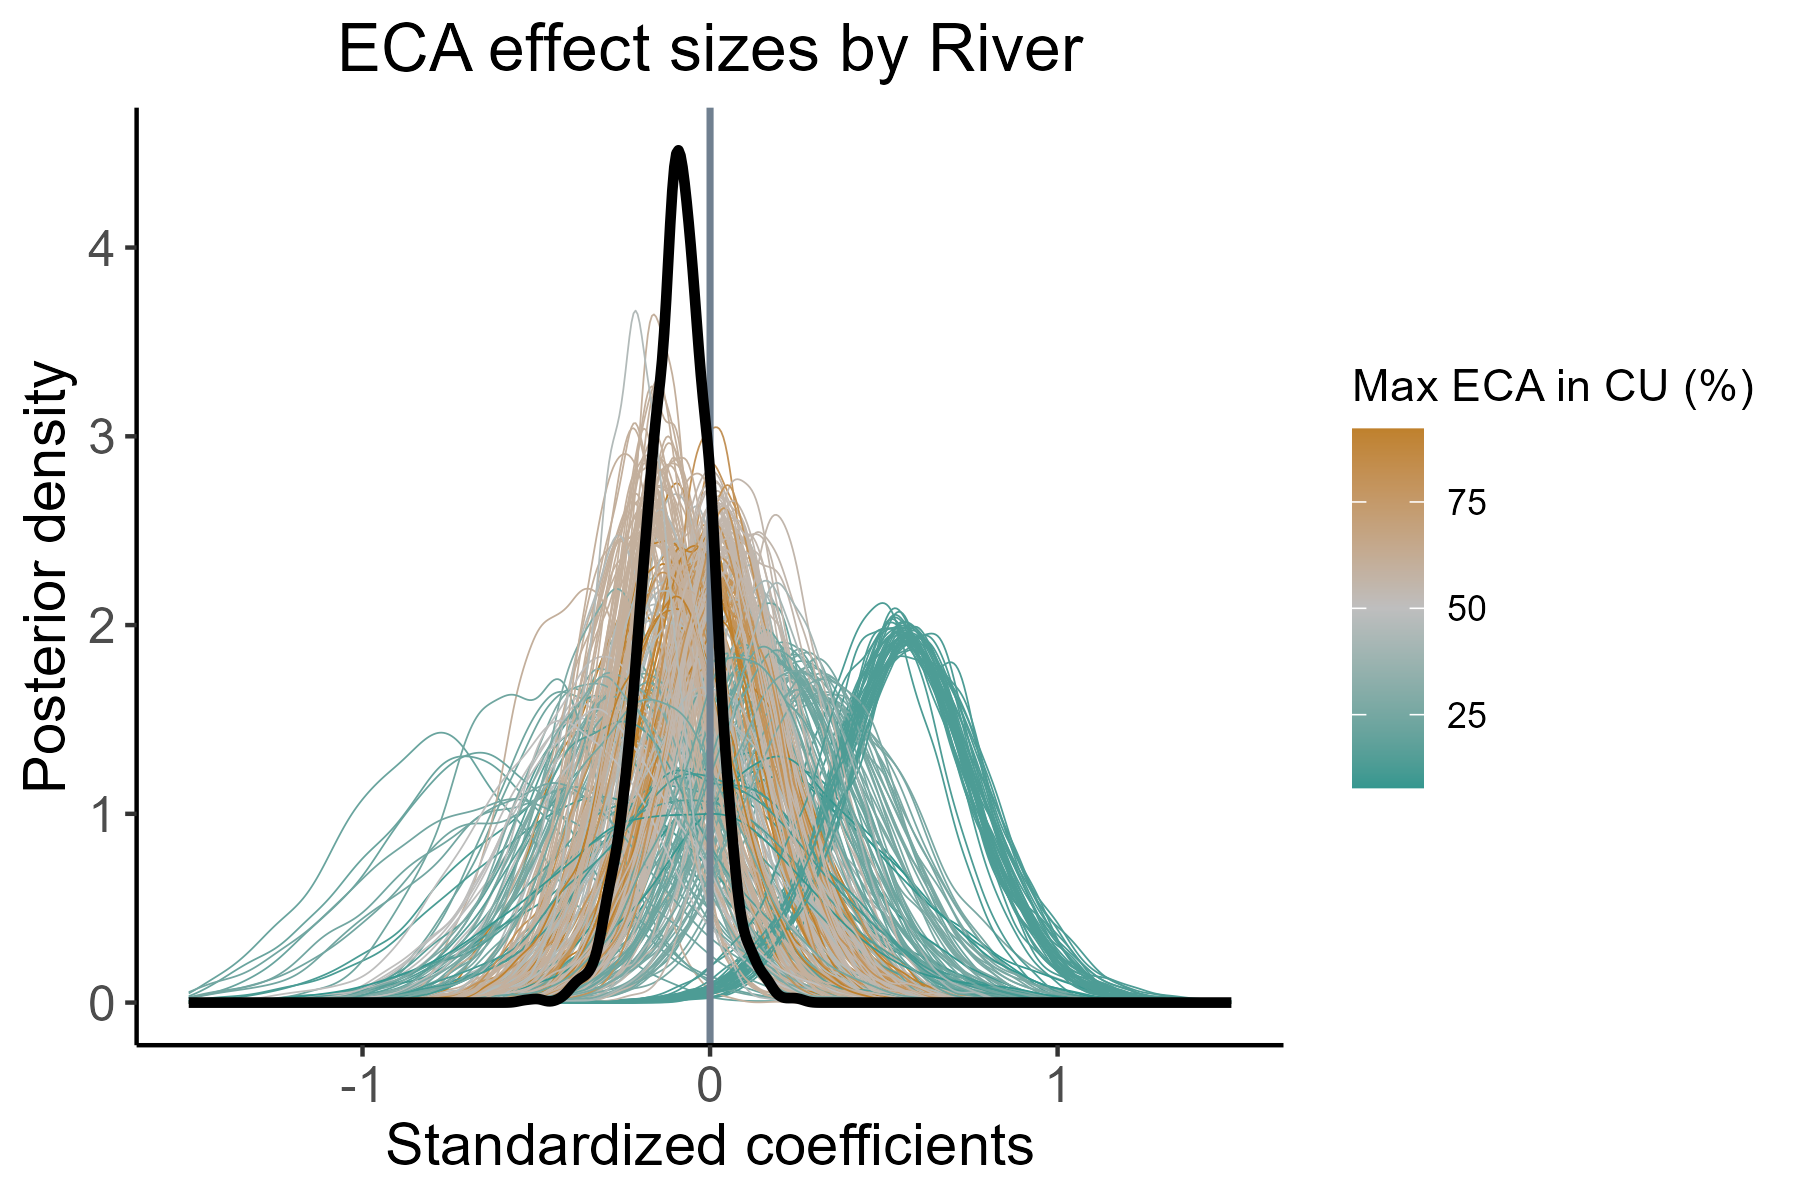 ECA effect sizes by River
Posterior density
4
3
2
1
0
-1
0
1
Standardized coefficients
Max ECA in CU (%)
75
50
25